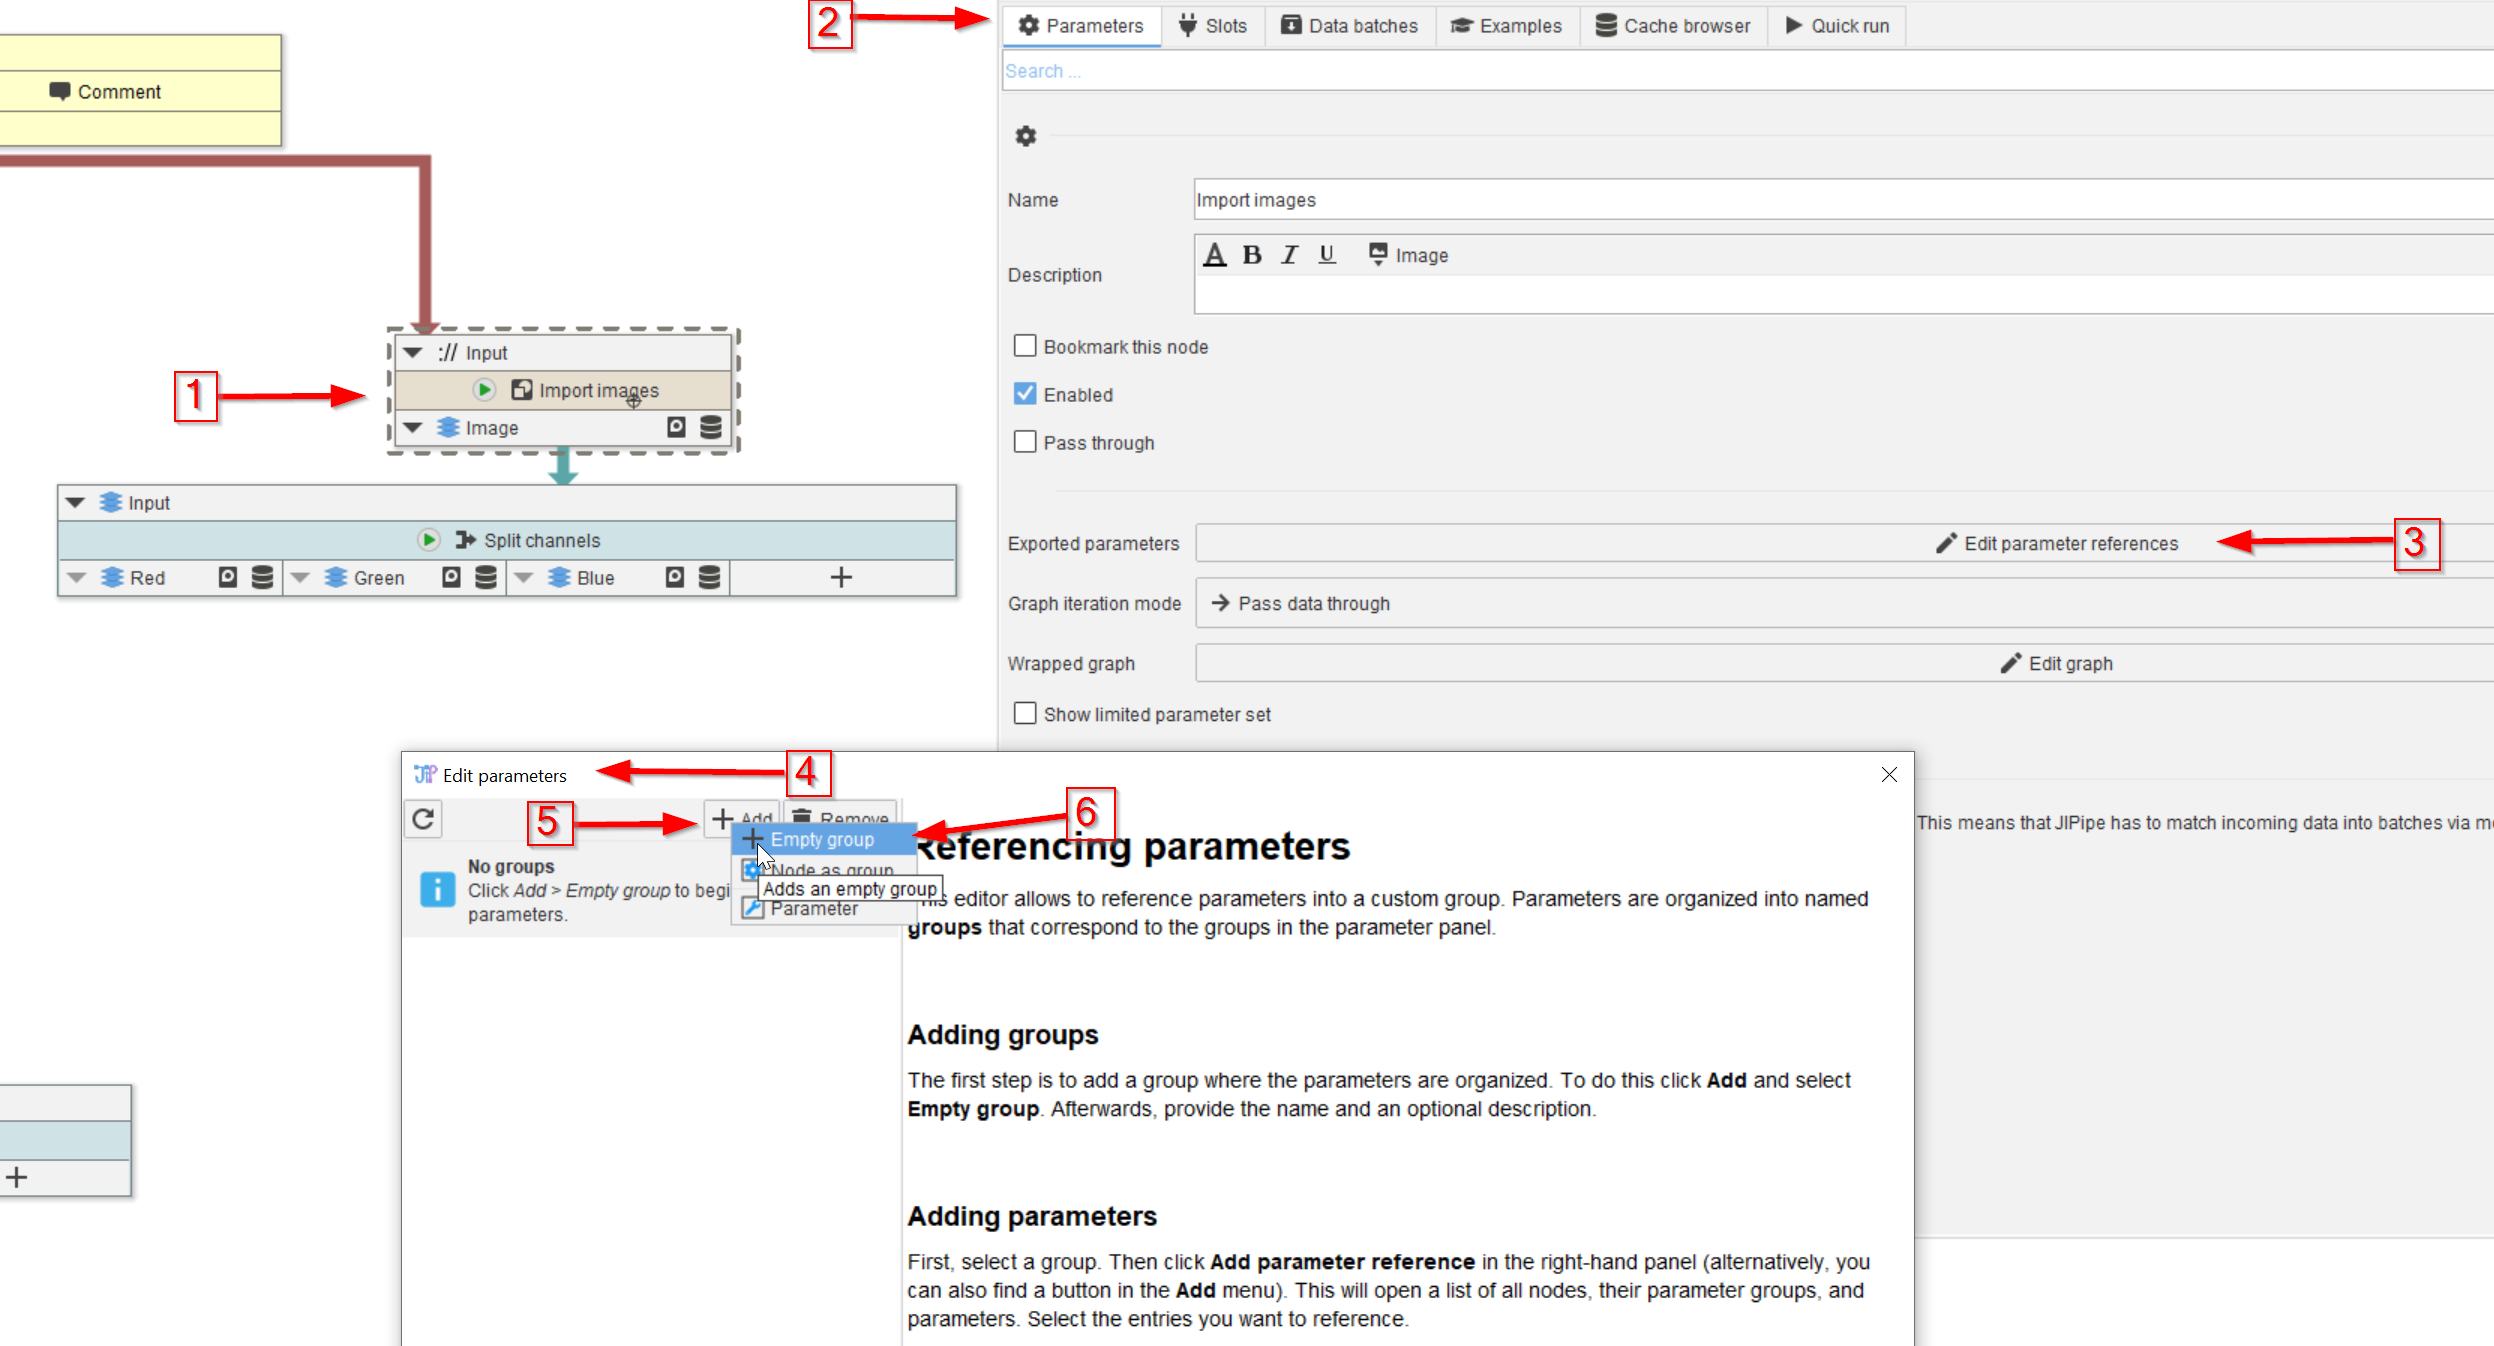 2
Parameters
Slots
Data batches
Examples
Cache browser
Quick run
Search ...
Comment
Name
Import images
Description
A B I U Image
Bookmark this node
Enabled
Pass through
1
:// Input
Import images
Image
Input
Split channels
Red
Green
Blue
Exported parameters
Edit parameter references
3
Graph iteration mode
Pass data through
Wrapped graph
Edit graph
Show limited parameter set
JIP Edit parameters
4
5
Add
Remove
6
Empty group
Node as group
Adds an empty group
Parameter
No groups
Click Add > Empty group to begi
parameters.
Referencing parameters
This means that JIPipe has to match incoming data into batches via
editor allows to reference parameters into a custom group. Parameters are organized into named
groups that correspond to the groups in the parameter panel.
Adding groups
The first step is to add a group where the parameters are organized. To do this click Add and select
Empty group. Afterwards, provide the name and an optional description.
Adding parameters
First, select a group. Then click Add parameter reference in the right-hand panel (alternatively, you
can also find a button in the Add menu). This will open a list of all nodes, their parameter groups, and
parameters. Select the entries you want to reference.